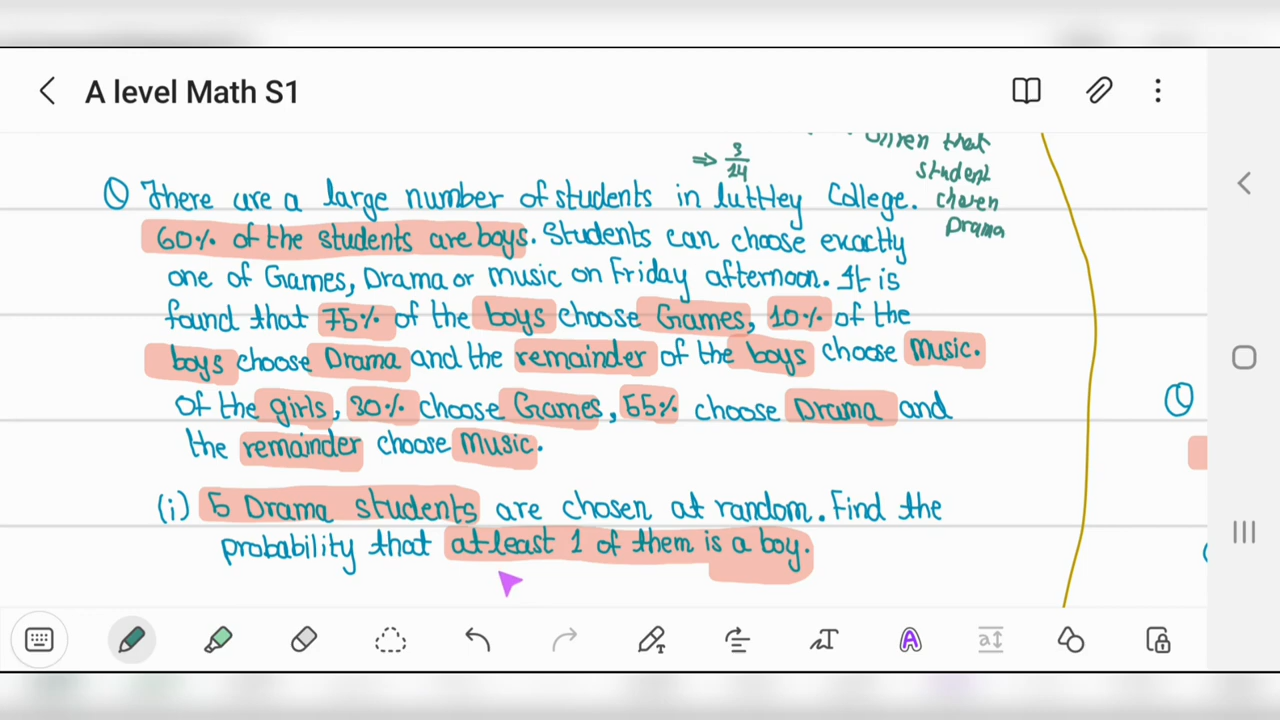 A level Math S1
Given that
⇒ 3/14
student
chosen
Drama
Q There are a large number of students in Luttley College.
60% of the students are boys. Students can choose exactly
one of Games, Drama or Music on Friday afternoon. It is
found that 75% of the boys choose Games, 10% of the
boys choose Drama and the remainder of the boys choose Music.
of the girls, 30% choose Games, 55% choose Drama and
the remainder choose Music.
Q
(i) 5 Drama students are chosen at random. Find the
probability that at least 1 of them is a boy.